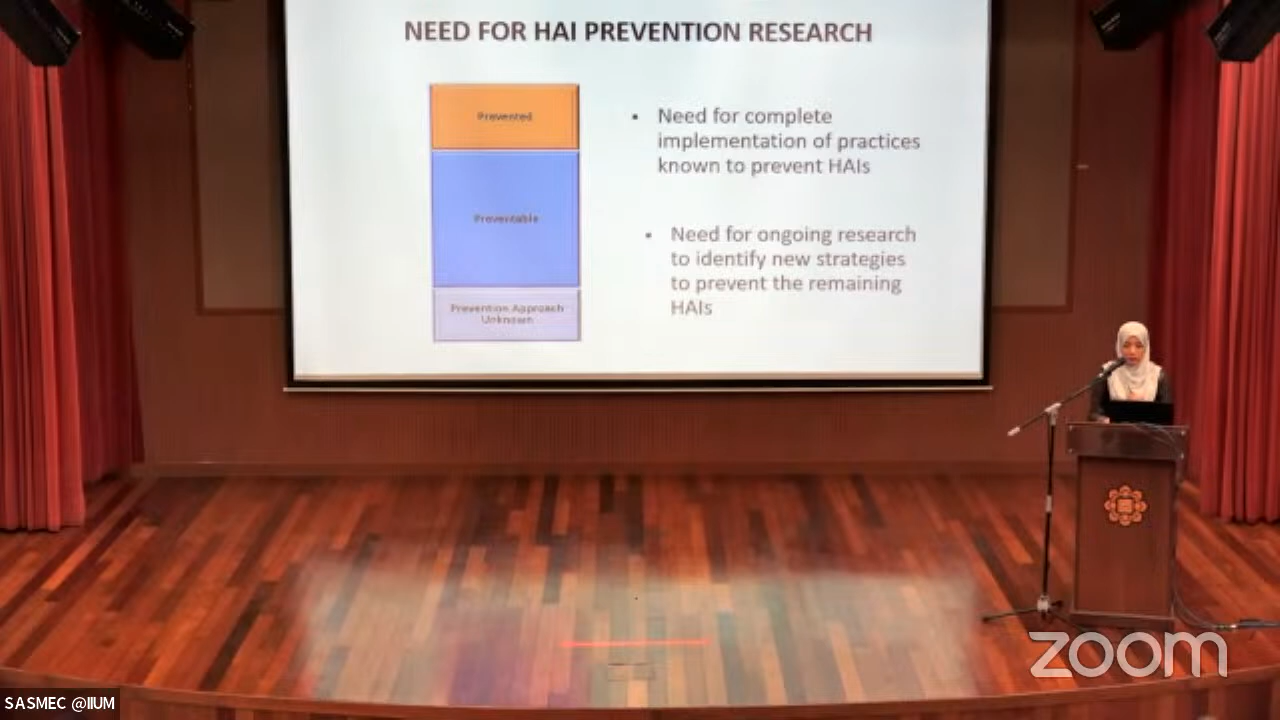 NEED FOR HAI PREVENTION RESEARCH
Prevented
Preventable
Prevention Approach
Unknown
▪ Need for complete
implementation of practices
known to prevent HAIs
▪ Need for ongoing research
to identify new strategies
to prevent the remaining
HAIs
zoom
SASMEC @IIUM